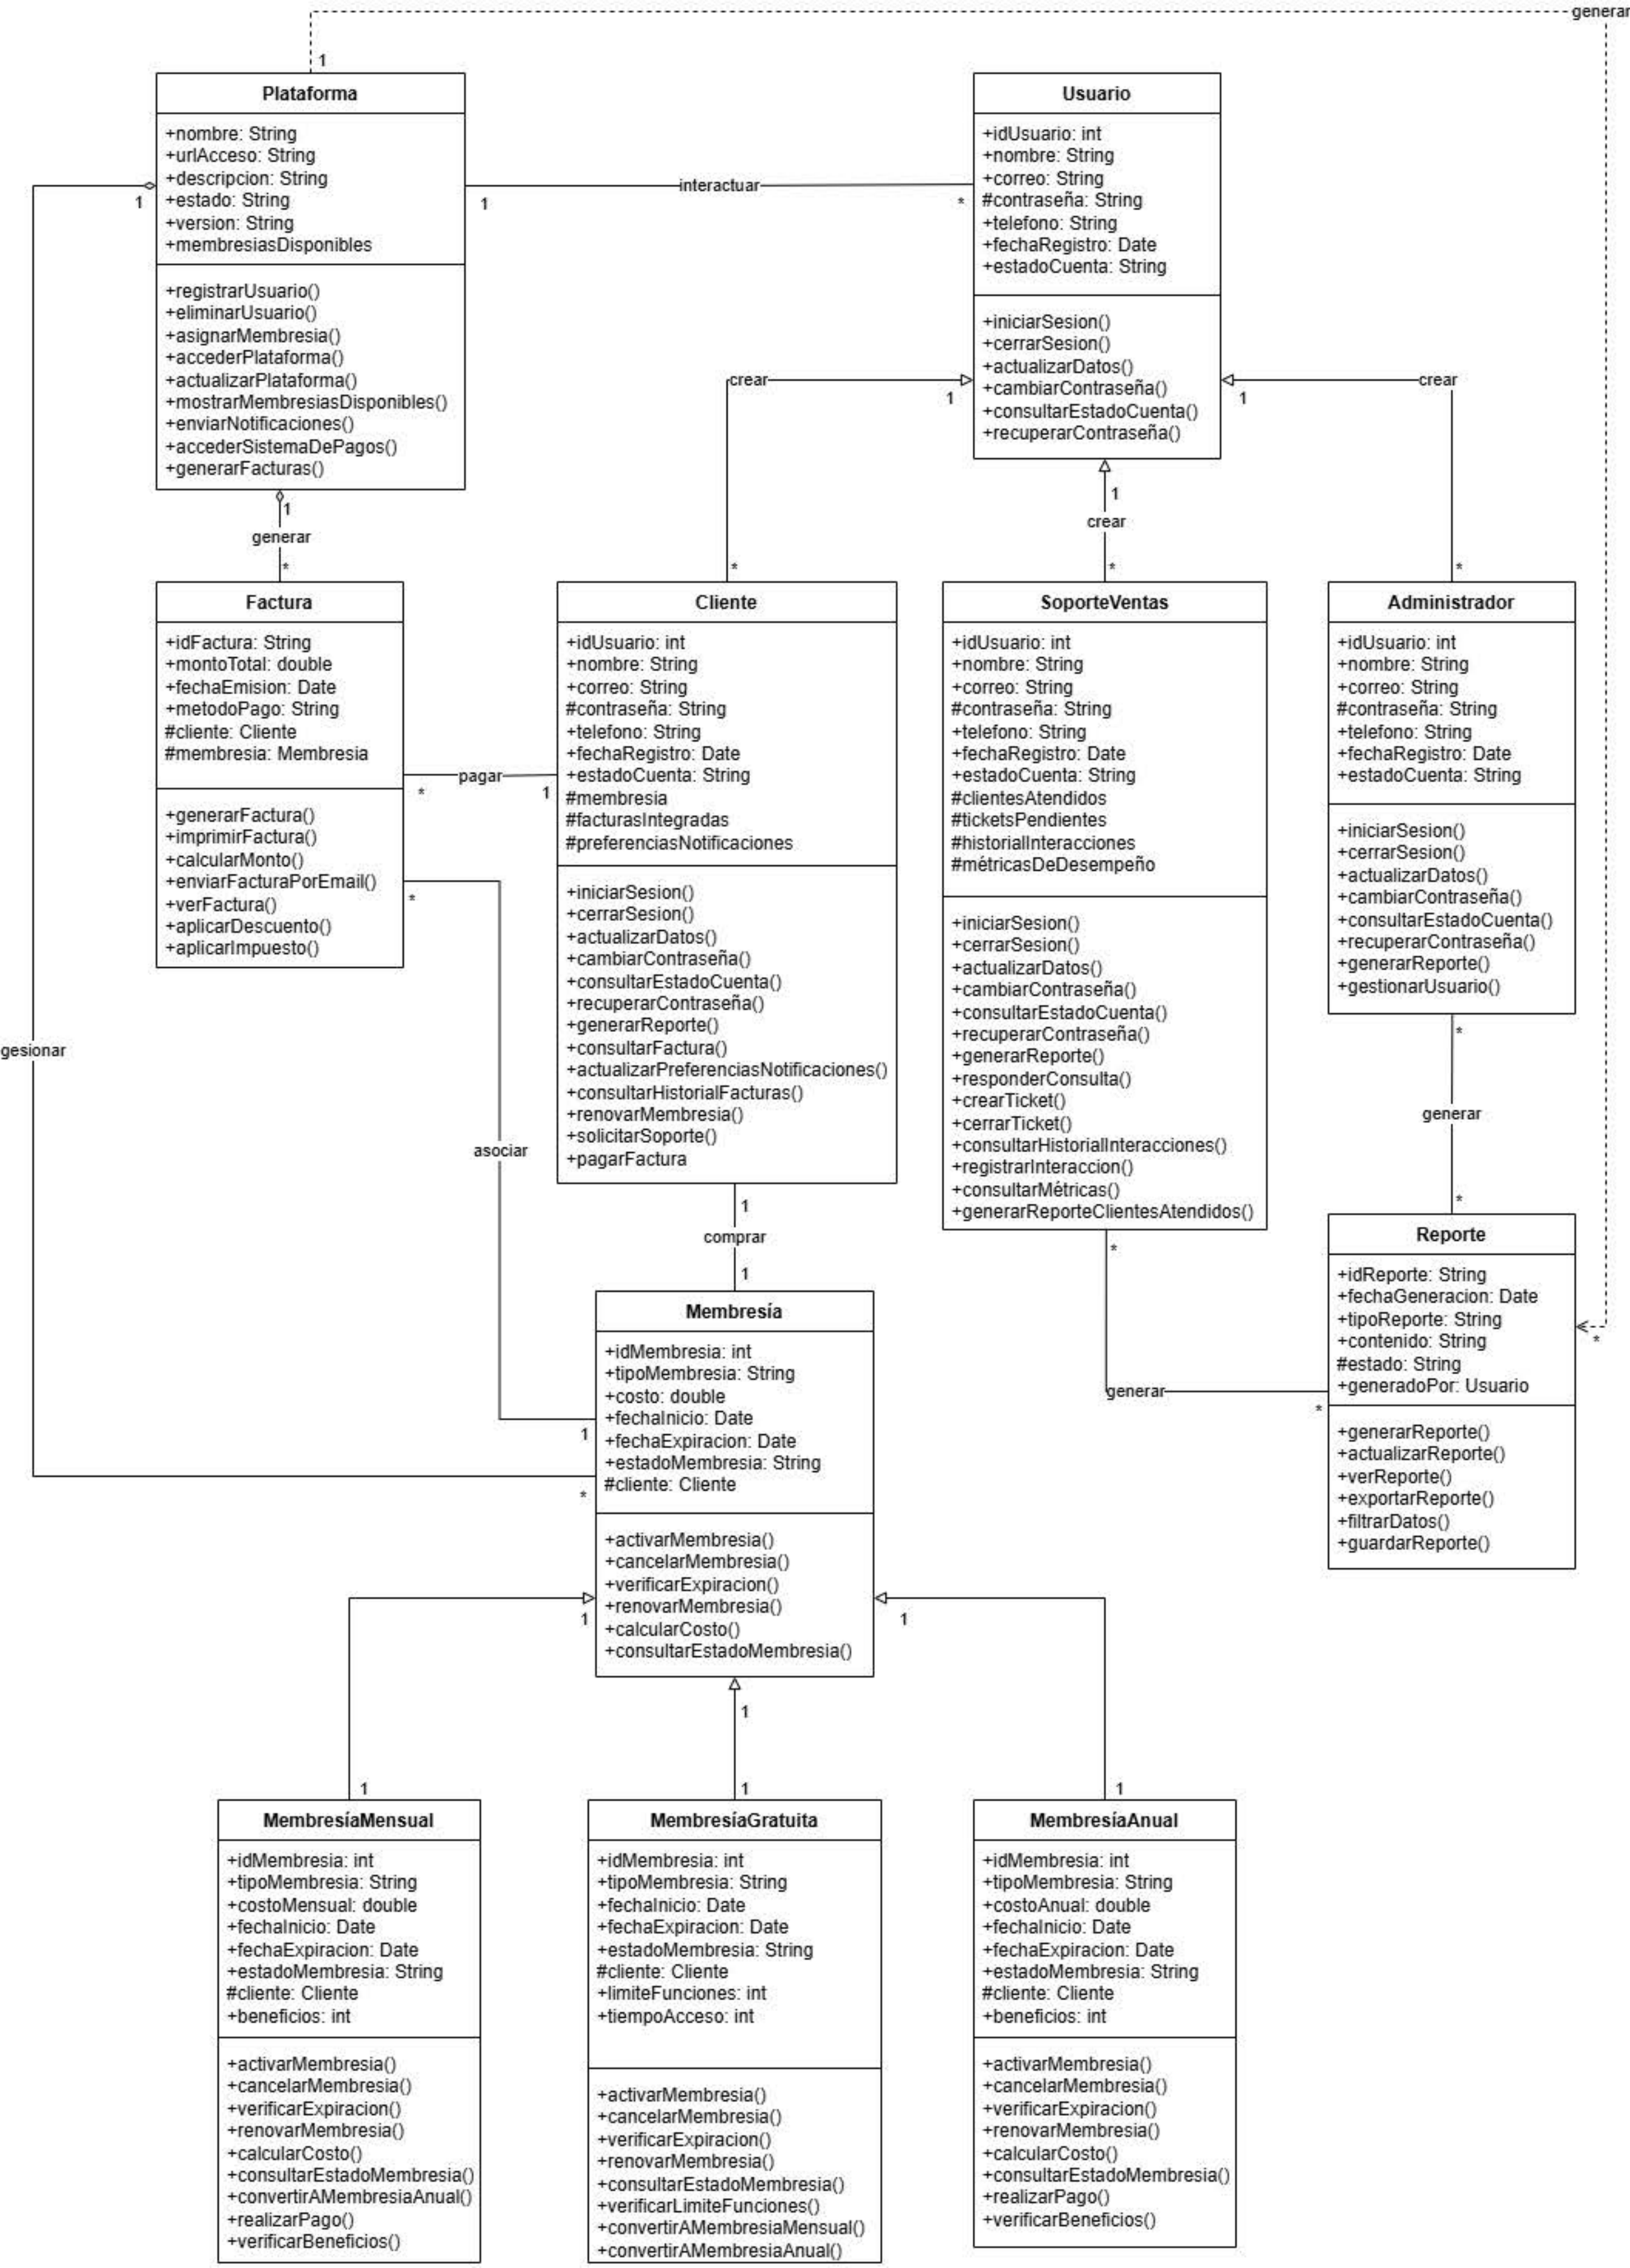 generar
1
Plataforma
+nombre: String
+urlAcceso: String
+descripcion: String
+estado: String
+version: String
+membresiasDisponibles
+registrarUsuario()
+eliminarUsuario()
+asignarMembresia()
+accederPlataforma()
+actualizarPlataforma()
+mostrarMembresiasDisponibles()
+enviarNotificaciones()
+accederSistemaDePagos()
+generarFacturas()
1
1
interactuar
*
Usuario
+idUsuario: int
+nombre: String
+correo: String
#contraseña: String
+telefono: String
+fechaRegistro: Date
+estadoCuenta: String
+iniciarSesion()
+cerrarSesion()
+actualizarDatos()
+cambiarContraseña()
+consultarEstadoCuenta()
+recuperarContraseña()
crear
1
1
crear
1
crear
*
*
*
1
generar
*
Factura
+idFactura: String
+montoTotal: double
+fechaEmision: Date
+metodoPago: String
#cliente: Cliente
#membresia: Membresia
+generarFactura()
+imprimirFactura()
+calcularMonto()
+enviarFacturaPorEmail()
+verFactura()
+aplicarDescuento()
+aplicarImpuesto()
pagar
*
1
*
Cliente
+idUsuario: int
+nombre: String
+correo: String
#contraseña: String
+telefono: String
+fechaRegistro: Date
+estadoCuenta: String
#membresia
#facturasIntegradas
#preferenciasNotificaciones
+iniciarSesion()
+cerrarSesion()
+actualizarDatos()
+cambiarContraseña()
+consultarEstadoCuenta()
+recuperarContraseña()
+generarReporte()
+consultarFactura()
+actualizarPreferenciasNotificaciones()
+consultarHistorialFacturas()
+renovarMembresia()
+solicitarSoporte()
+pagarFactura
SoporteVentas
+idUsuario: int
+nombre: String
+correo: String
#contraseña: String
+telefono: String
+fechaRegistro: Date
+estadoCuenta: String
#clientesAtendidos
#ticketsPendientes
#historialInteracciones
#métricasDeDesempeño
+iniciarSesion()
+cerrarSesion()
+actualizarDatos()
+cambiarContraseña()
+consultarEstadoCuenta()
+recuperarContraseña()
+generarReporte()
+responderConsulta()
+crearTicket()
+cerrarTicket()
+consultarHistorialInteracciones()
+registrarInteraccion()
+consultarMétricas()
+generarReporteClientesAtendidos()
Administrador
+idUsuario: int
+nombre: String
+correo: String
#contraseña: String
+telefono: String
+fechaRegistro: Date
+estadoCuenta: String
+iniciarSesion()
+cerrarSesion()
+actualizarDatos()
+cambiarContraseña()
+consultarEstadoCuenta()
+recuperarContraseña()
+generarReporte()
+gestionarUsuario()
*
generar
*
gesionar
asociar
1
comprar
1
*
generar
*
Reporte
+idReporte: String
+fechaGeneracion: Date
+tipoReporte: String
+contenido: String
#estado: String
+generadoPor: Usuario
+generarReporte()
+actualizarReporte()
+verReporte()
+exportarReporte()
+filtrarDatos()
+guardarReporte()
*
Membresía
+idMembresia: int
+tipoMembresia: String
+costo: double
+fechaInicio: Date
+fechaExpiracion: Date
+estadoMembresia: String
#cliente: Cliente
+activarMembresia()
+cancelarMembresia()
+verificarExpiracion()
+renovarMembresia()
+calcularCosto()
+consultarEstadoMembresia()
1
*
1
1
1
1
1
1
MembresíaMensual
+idMembresia: int
+tipoMembresia: String
+costoMensual: double
+fechaInicio: Date
+fechaExpiracion: Date
+estadoMembresia: String
#cliente: Cliente
+beneficios: int
+activarMembresia()
+cancelarMembresia()
+verificarExpiracion()
+renovarMembresia()
+calcularCosto()
+consultarEstadoMembresia()
+convertirAMembresiaAnual()
+realizarPago()
+verificarBeneficios()
MembresíaGratuita
+idMembresia: int
+tipoMembresia: String
+fechaInicio: Date
+fechaExpiracion: Date
+estadoMembresia: String
#cliente: Cliente
+limiteFunciones: int
+tiempoAcceso: int
+activarMembresia()
+cancelarMembresia()
+verificarExpiracion()
+renovarMembresia()
+consultarEstadoMembresia()
+verificarLimiteFunciones()
+convertirAMembresiaMensual()
+convertirAMembresiaAnual()
MembresíaAnual
+idMembresia: int
+tipoMembresia: String
+costoAnual: double
+fechaInicio: Date
+fechaExpiracion: Date
+estadoMembresia: String
#cliente: Cliente
+beneficios: int
+activarMembresia()
+cancelarMembresia()
+verificarExpiracion()
+renovarMembresia()
+calcularCosto()
+consultarEstadoMembresia()
+realizarPago()
+verificarBeneficios()